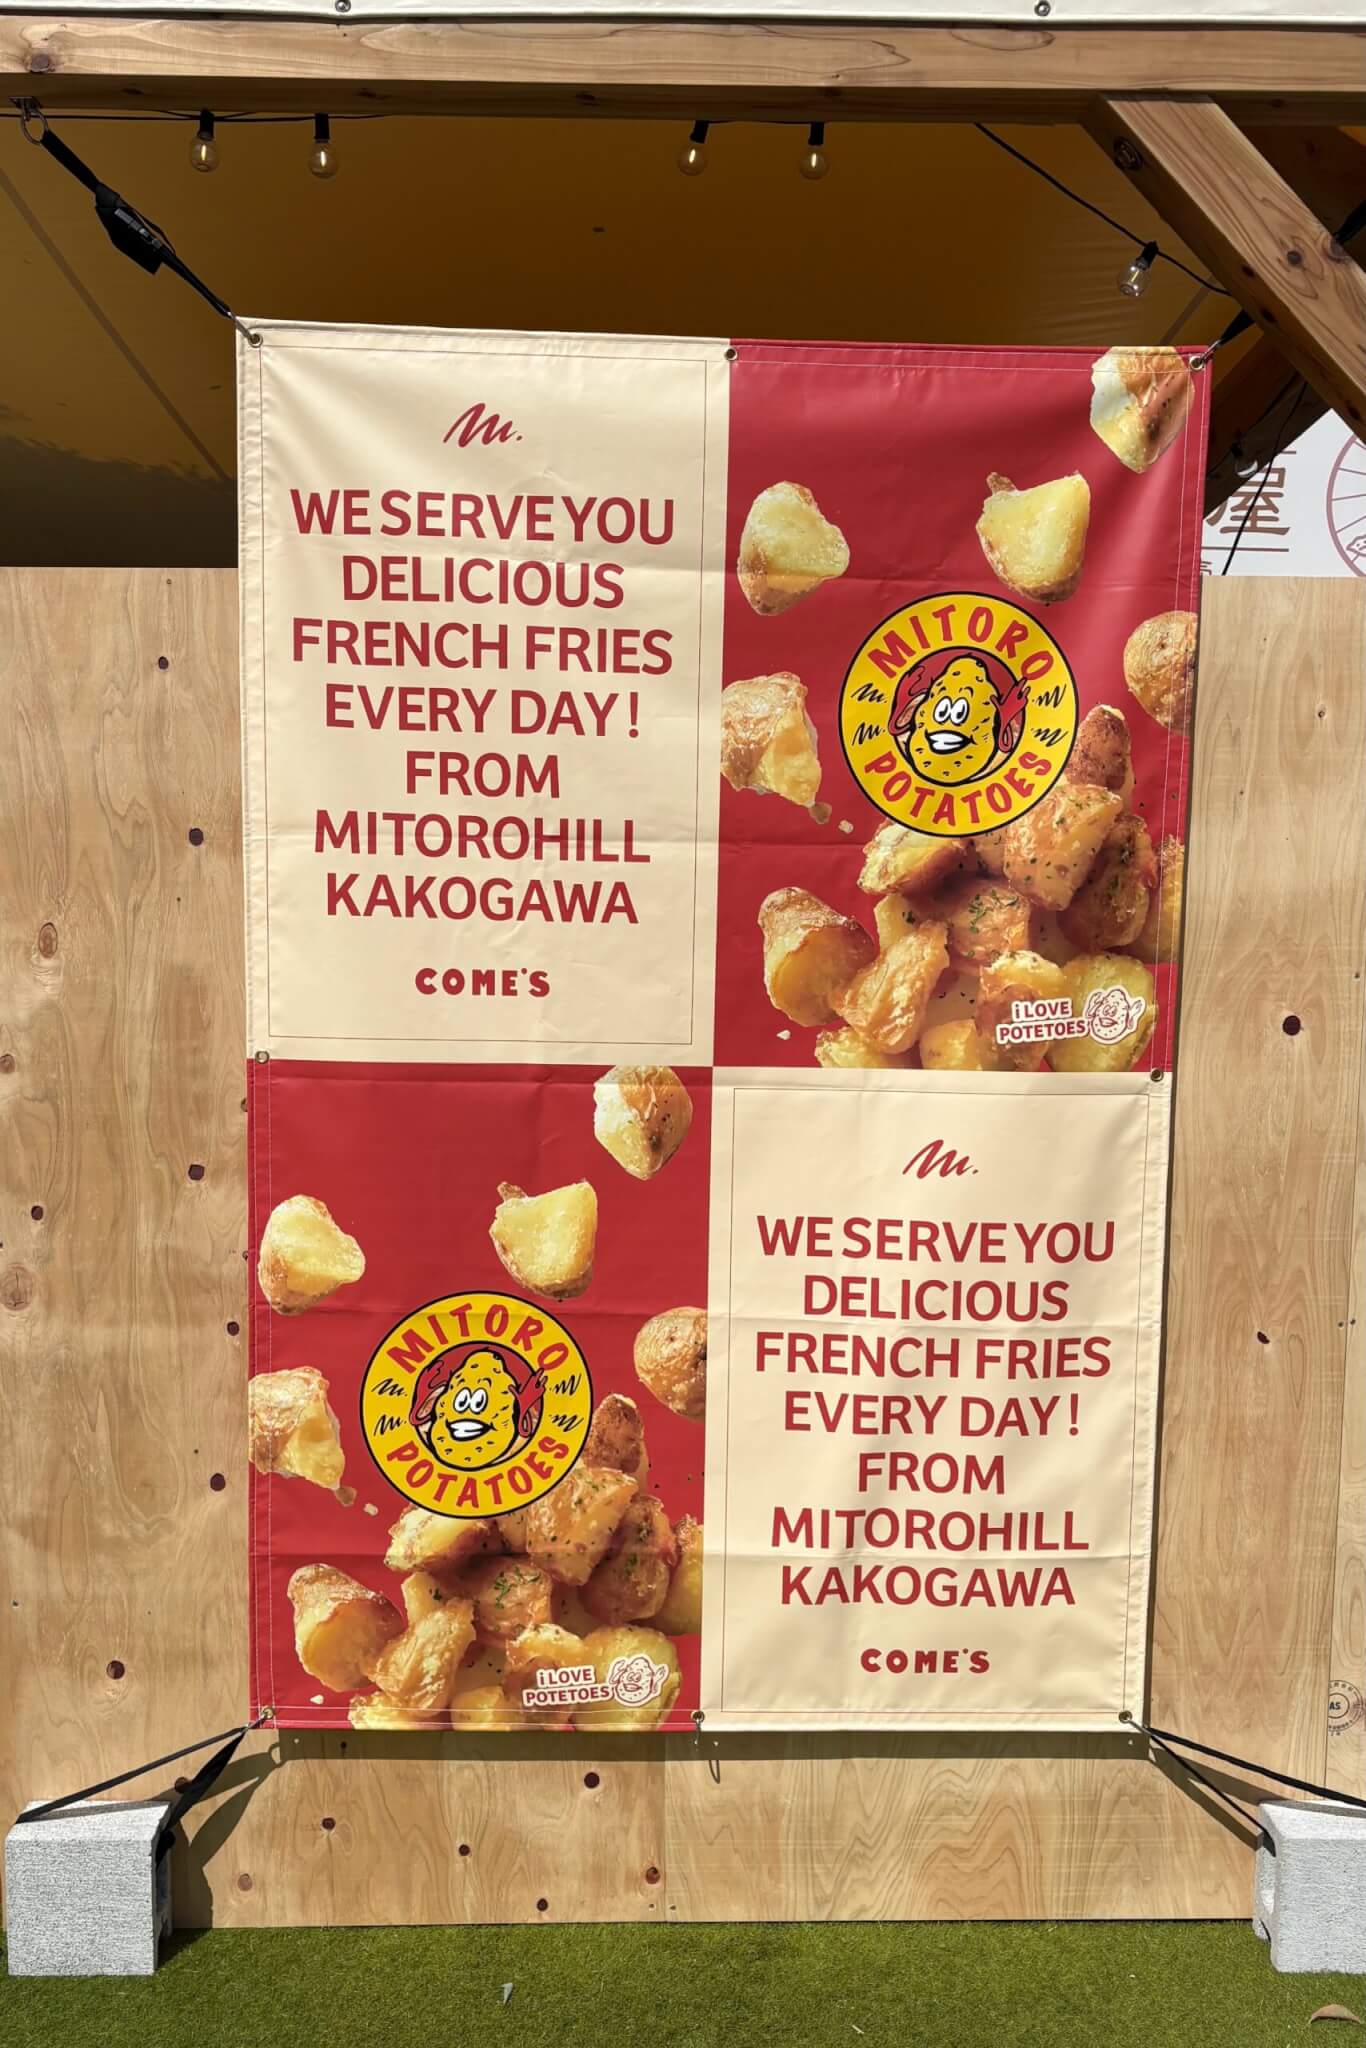 m.
WE SERVE YOU
DELICIOUS
FRENCH FRIES
EVERY DAY!
FROM
MITOROHILL
KAKOGAWA
COME'S
MITORO
m. m.
m. m.
POTATOES
i LOVE
POTETOES
屋
MITORO
m. m.
m. m.
POTATOES
i LOVE
POTETOES
m.
WE SERVE YOU
DELICIOUS
FRENCH FRIES
EVERY DAY!
FROM
MITOROHILL
KAKOGAWA
COME'S